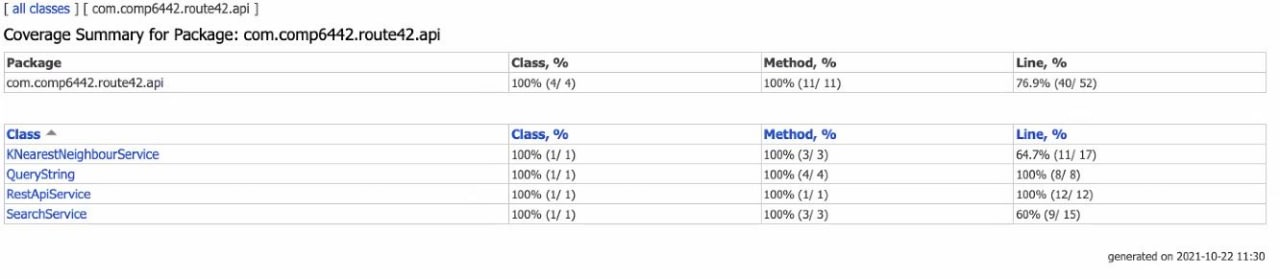 [ all classes ] [ com.comp6442.route42.api ]
Coverage Summary for Package: com.comp6442.route42.api
Package Class, % Method, % Line, %
com.comp6442.route42.api 100% (4/ 4) 100% (11/ 11) 76.9% (40/ 52)
Class Class, % Method, % Line, %
KNearestNeighbourService 100% (1/ 1) 100% (3/ 3) 64.7% (11/ 17)
QueryString 100% (1/ 1) 100% (4/ 4) 100% (8/ 8)
RestApiService 100% (1/ 1) 100% (1/ 1) 100% (12/ 12)
SearchService 100% (1/ 1) 100% (3/ 3) 60% (9/ 15)
generated on 2021-10-22 11:30